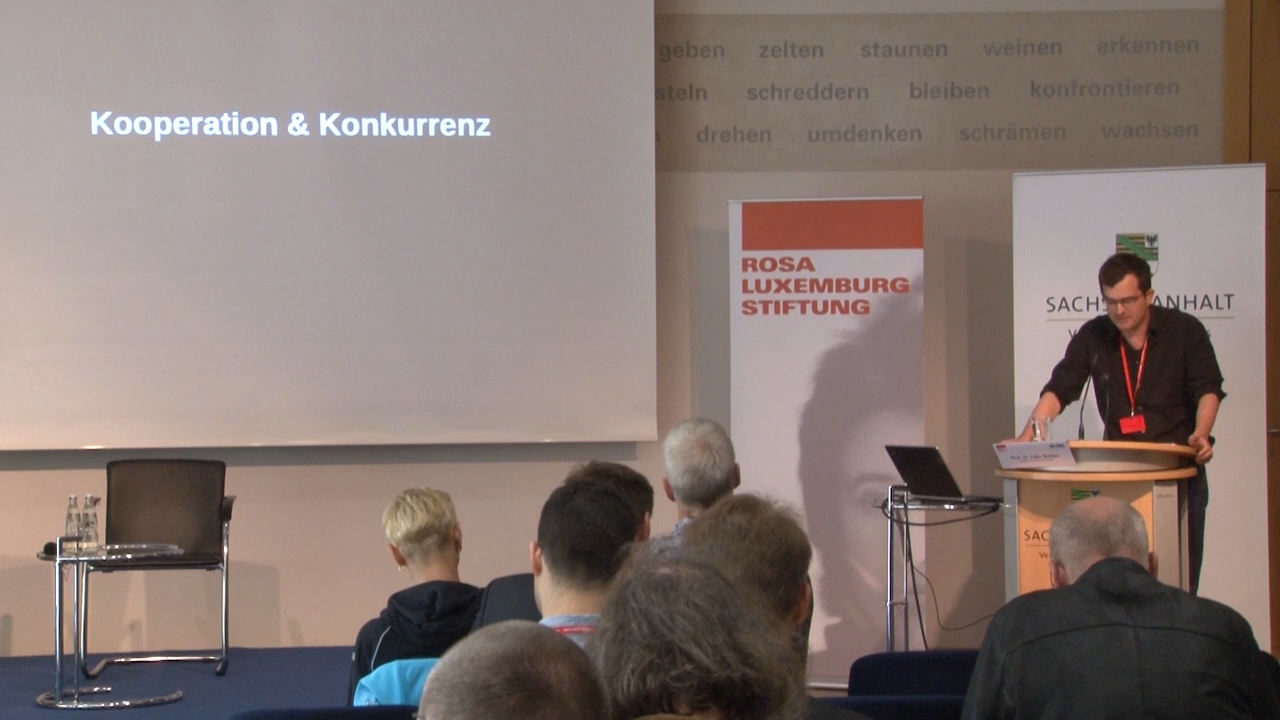 Kooperation & Konkurrenz
geben zelten staunen weinen erkennen
steln schreddern bleiben konfrontieren
drehen umdenken schrämen wachsen
ROSA
LUXEMBURG
STIFTUNG
SACHS ANHALT
SAC